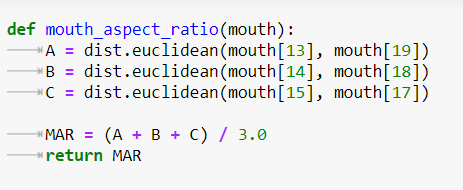 def mouth_aspect_ratio(mouth):
    A = dist.euclidean(mouth[13], mouth[19])
    B = dist.euclidean(mouth[14], mouth[18])
    C = dist.euclidean(mouth[15], mouth[17])
    MAR = (A + B + C) / 3.0
    return MAR